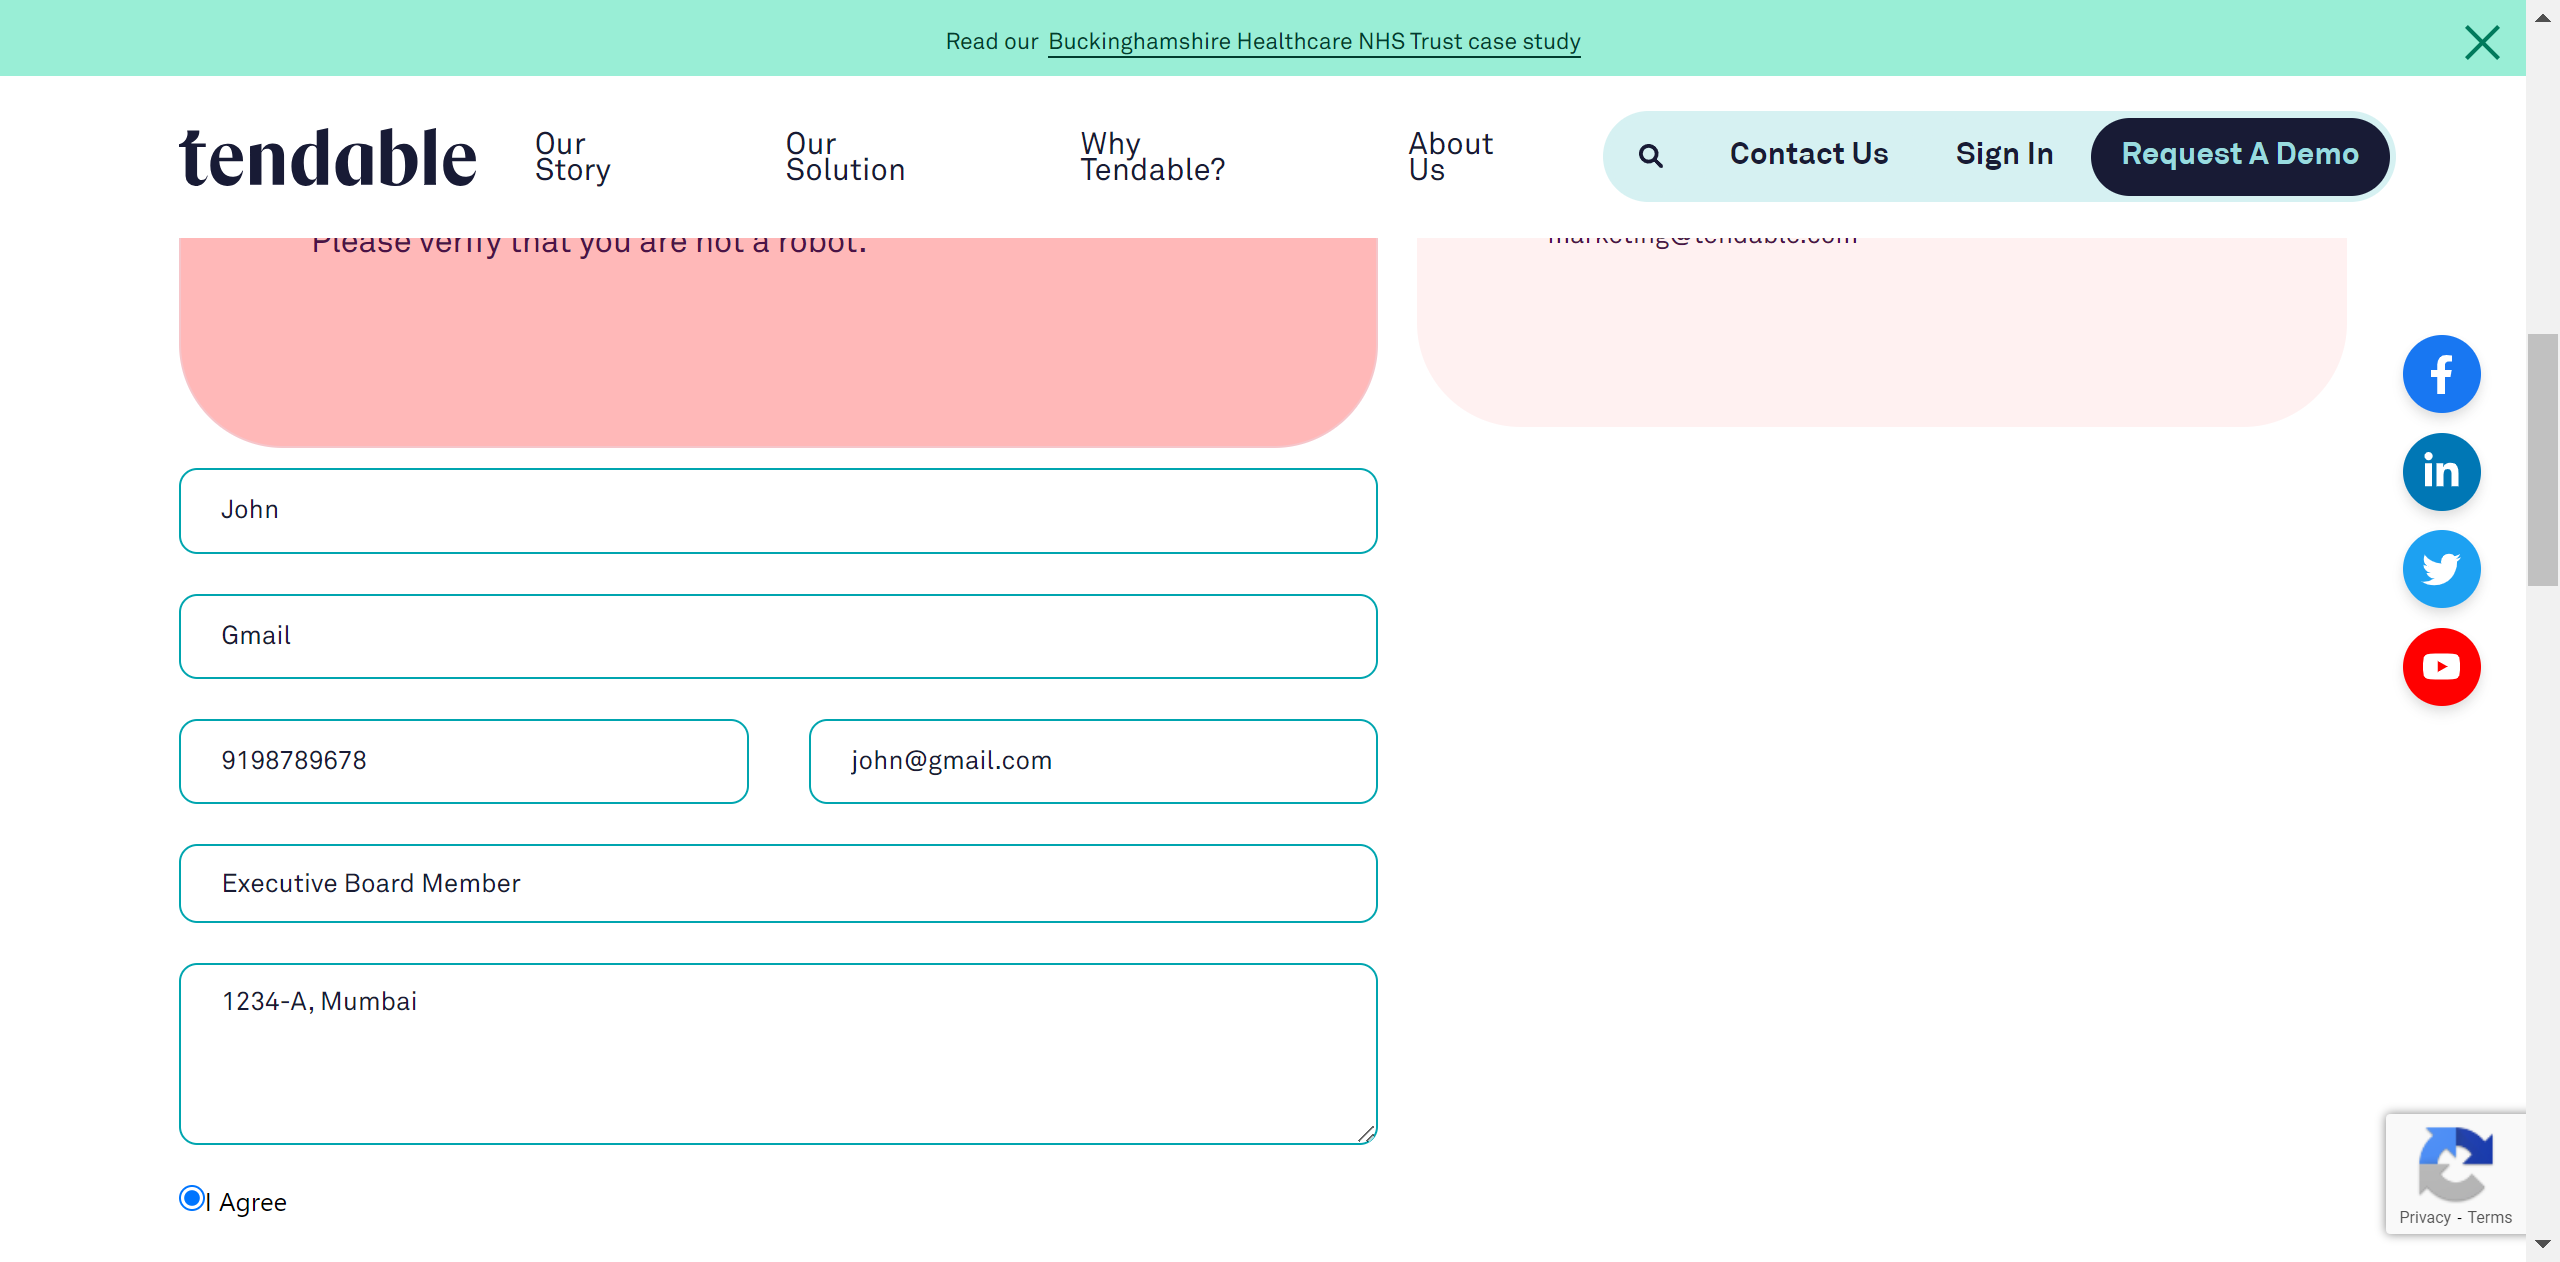 Read our Buckinghamshire Healthcare NHS Trust case study
tendable
Our Story
Our Solution
Why Tendable?
About Us
Contact Us
Sign In
Request A Demo
Please verify that you are not a robot.
marketing@tendable.com
John
Gmail
9198789678
john@gmail.com
Executive Board Member
1234-A, Mumbai
I Agree
Privacy - Terms